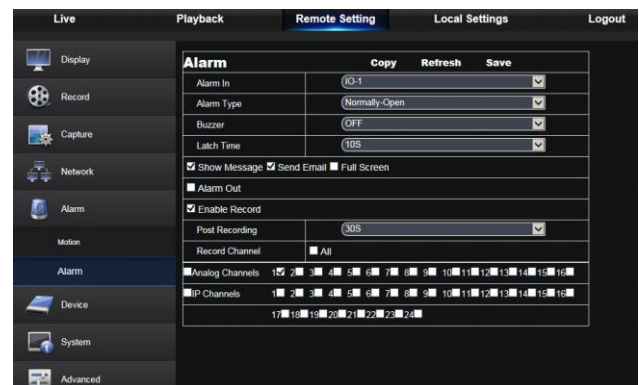 Live Playback Remote Setting Local Settings Logout
Display
Record
Capture
Network
Alarm
Motion
Alarm
Device
System
Advanced
Alarm Copy Refresh Save
Alarm In IO-1
Alarm Type Normally-Open
Buzzer OFF
Latch Time 10S
Show Message Send Email Full Screen
Alarm Out
Enable Record
Post Recording 30S
Record Channel All
Analog Channels 1 2 3 4 5 6 7 8 9 10 11 12 13 14 15 16
IP Channels 1 2 3 4 5 6 7 8 9 10 11 12 13 14 15 16
17 18 19 20 21 22 23 24